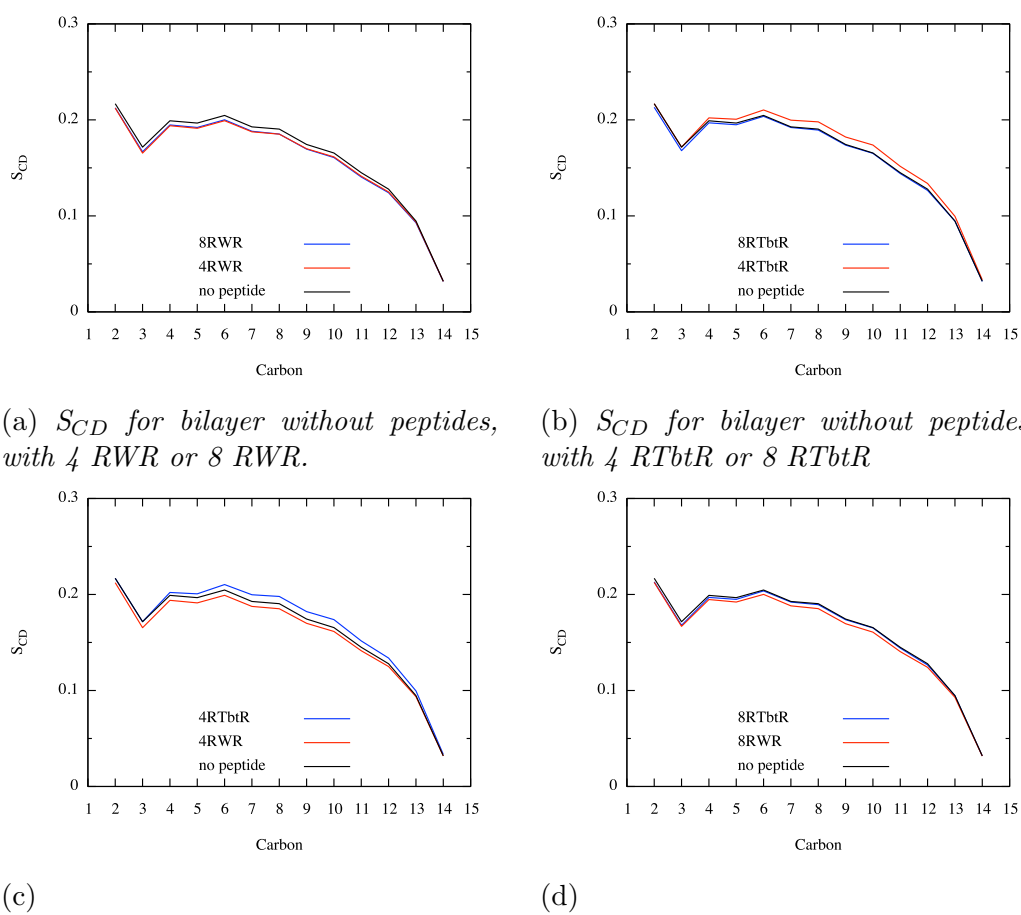 0.3
0.2
0.1
0
S_CD
8RWR
4RWR
no peptide
1 2 3 4 5 6 7 8 9 10 11 12 13 14 15
Carbon
0.3
0.2
0.1
0
S_CD
8RTbtR
4RTbtR
no peptide
1 2 3 4 5 6 7 8 9 10 11 12 13 14 15
Carbon
(a) S_CD for bilayer without peptides,
with 4 RWR or 8 RWR.
(b) S_CD for bilayer without peptides
with 4 RTbtR or 8 RTbtR
0.3
0.2
0.1
0
S_CD
4RTbtR
4RWR
no peptide
1 2 3 4 5 6 7 8 9 10 11 12 13 14 15
Carbon
0.3
0.2
0.1
0
S_CD
8RTbtR
8RWR
no peptide
1 2 3 4 5 6 7 8 9 10 11 12 13 14 15
Carbon
(c)
(d)